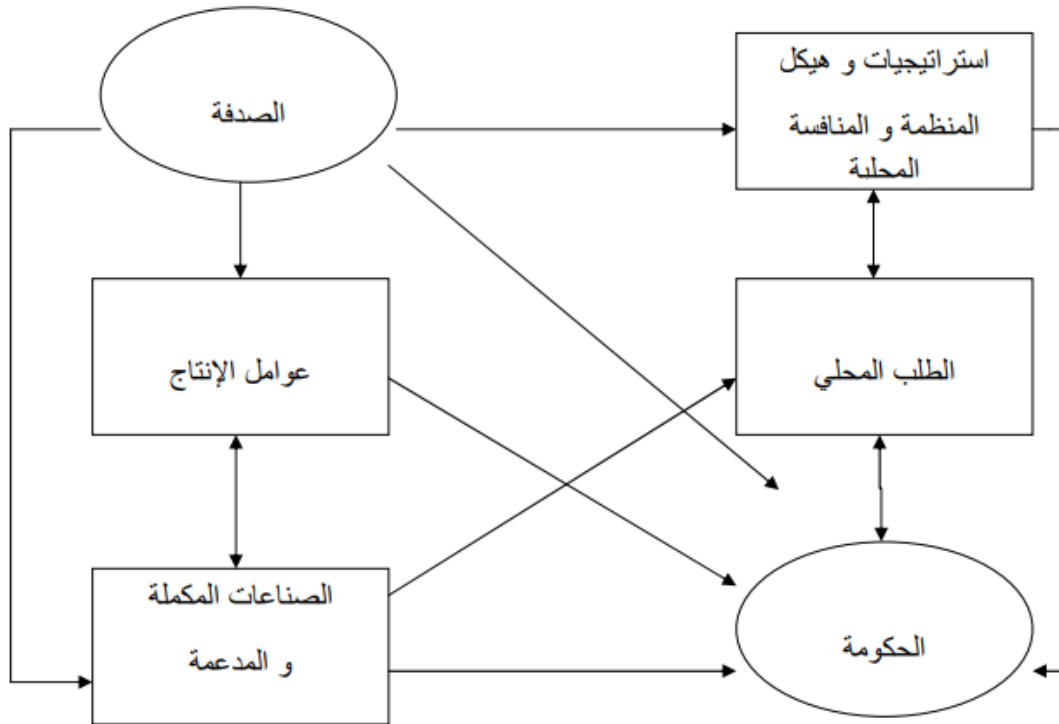 الصدفة
استراتيجيات و هيكل
المنظمة و المنافسة
المحلية
عوامل الإنتاج
الطلب المحلي
الصناعات المكملة
و المدعمة
الحكومة